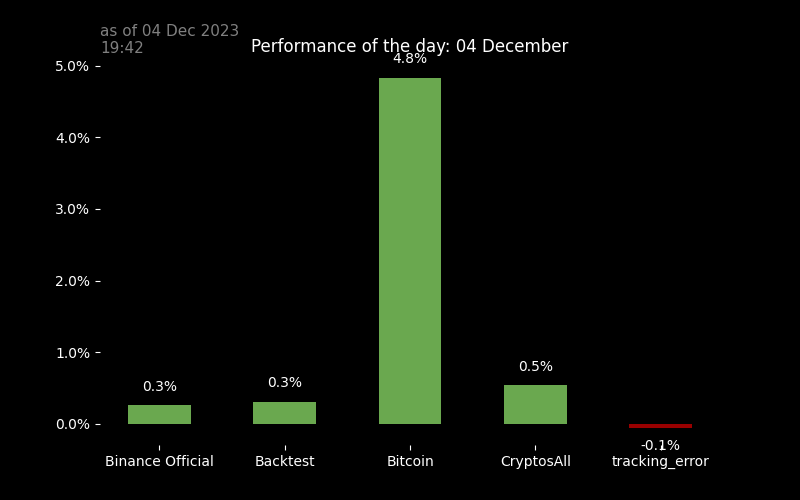 as of 04 Dec 2023
19:42
Performance of the day: 04 December
5.0%
4.0%
3.0%
2.0%
1.0%
0.0%
0.3%
0.3%
4.8%
0.5%
-0.1%
Binance Official
Backtest
Bitcoin
CryptosAll
tracking_error